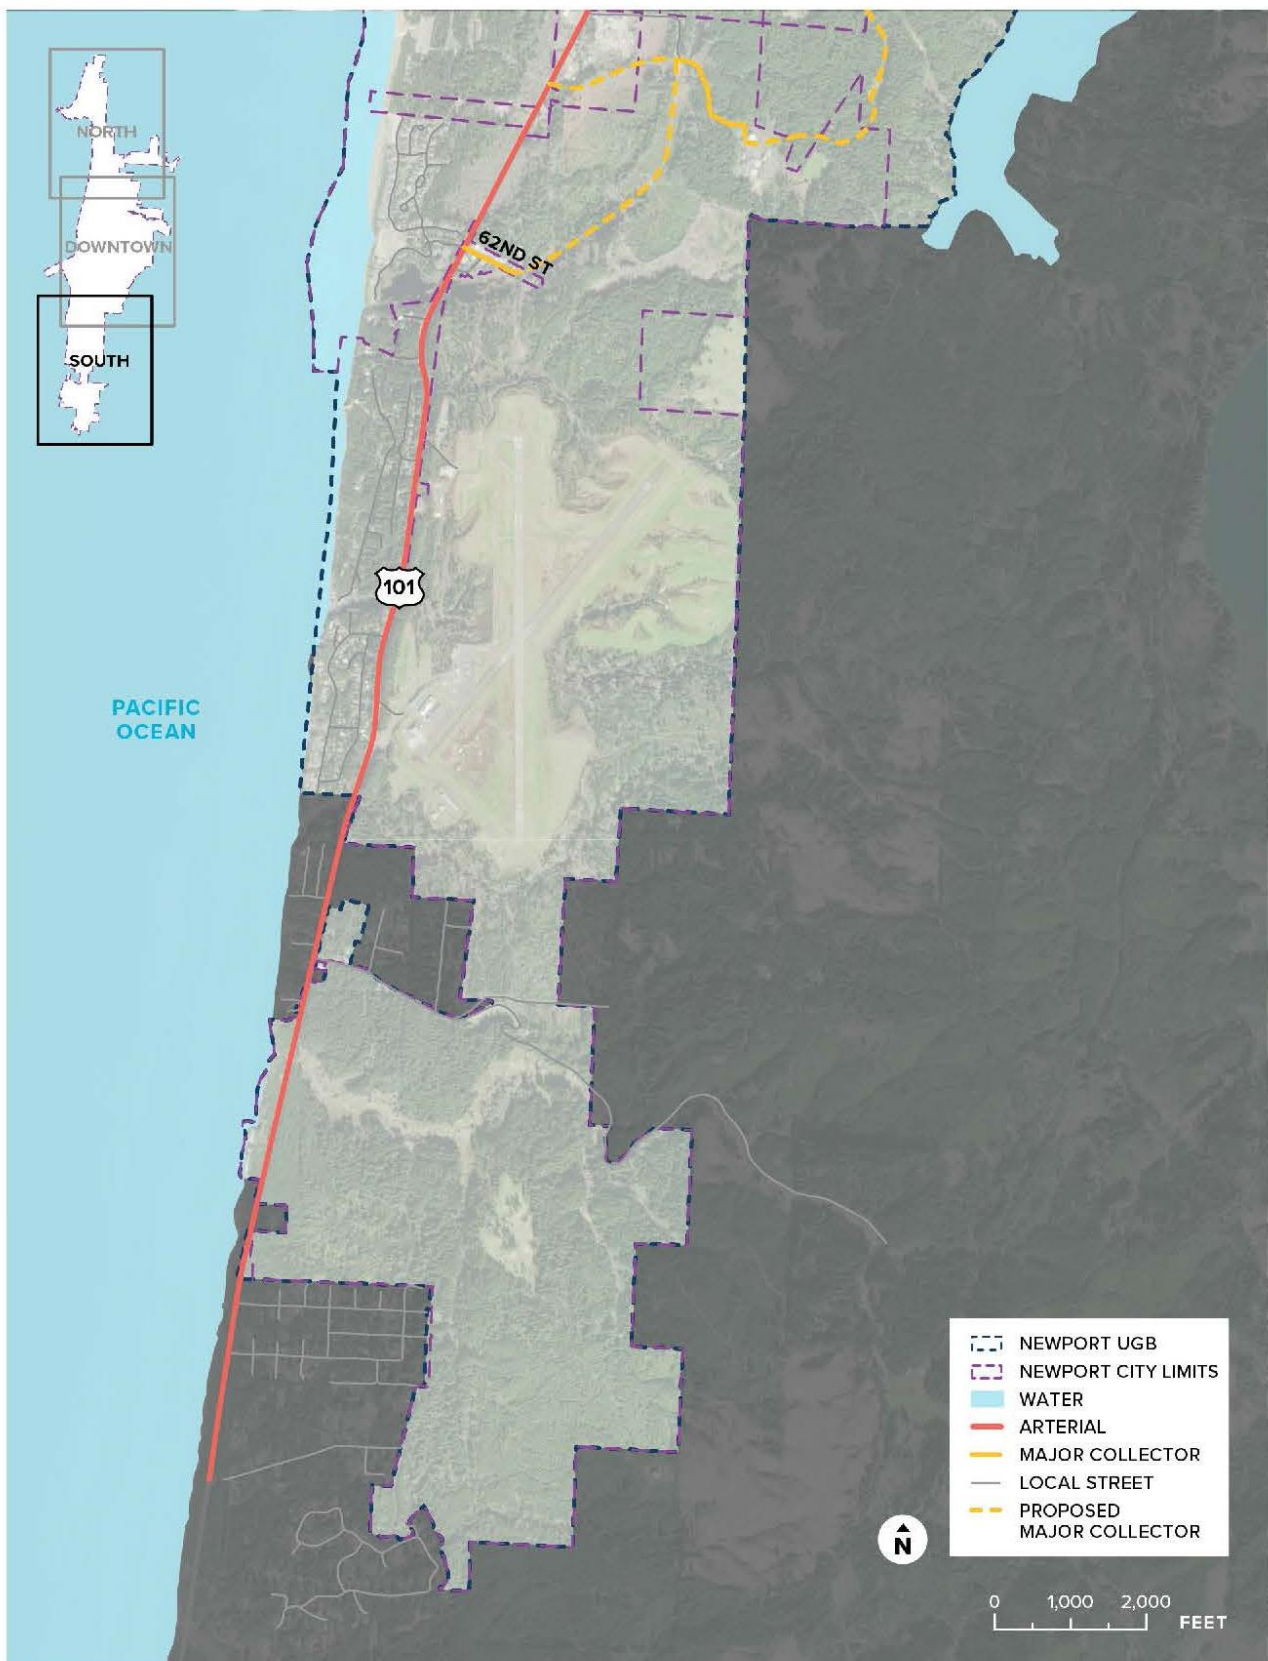 NORTH
DOWNTOWN
SOUTH
62ND ST
101
PACIFIC
OCEAN
NEWPORT UGB
NEWPORT CITY LIMITS
WATER
ARTERIAL
MAJOR COLLECTOR
LOCAL STREET
PROPOSED
MAJOR COLLECTOR
N
0 1,000 2,000
FEET